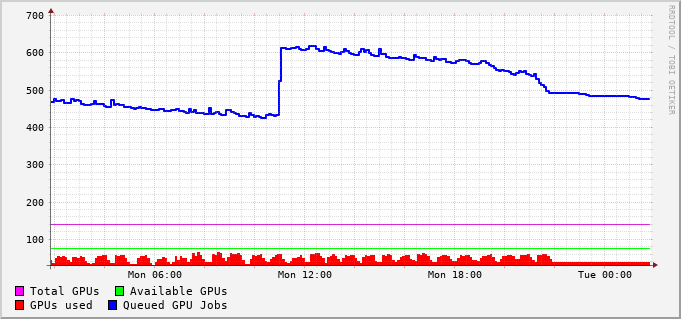 700
600
500
400
300
200
100
Mon 06:00 Mon 12:00 Mon 18:00 Tue 00:00
Total GPUs Available GPUs
GPUs used Queued GPU Jobs
RRDTOOL / TOBI OETIKER